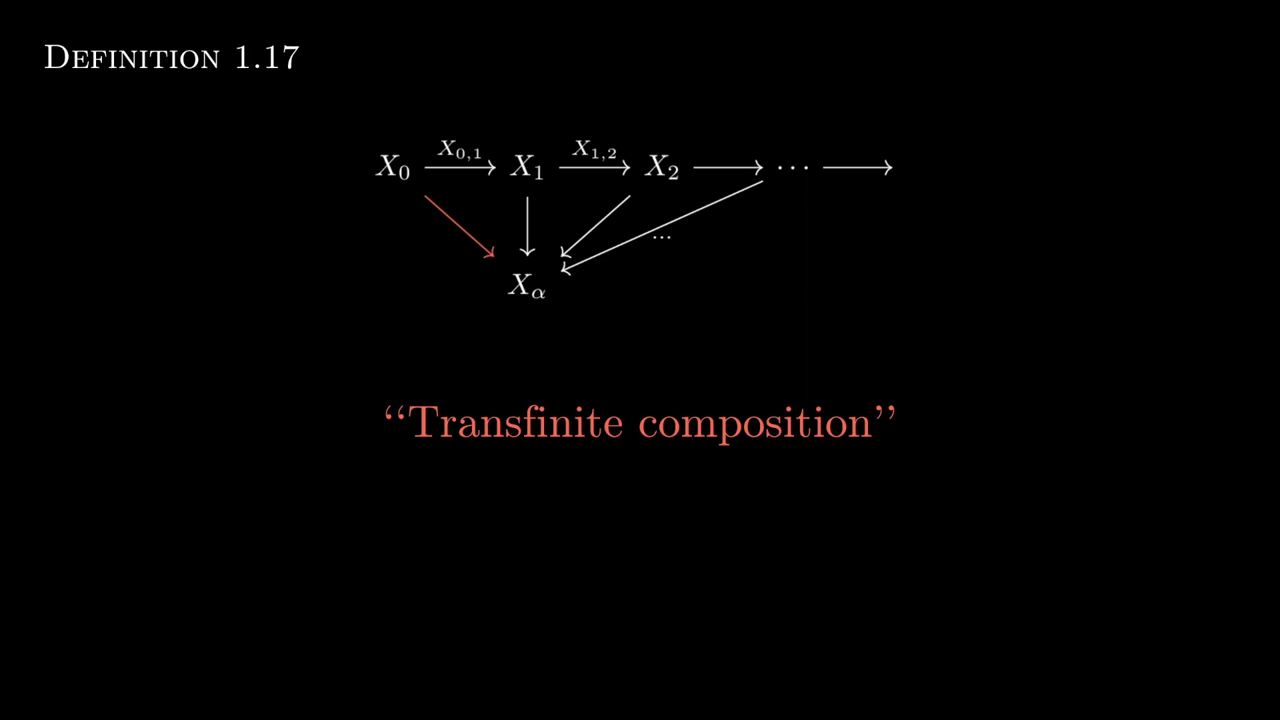 DEFINITION 1.17
X_{0,1} X_{1,2}
X_0 X_1 X_2 ⋯
...
X_α
“Transfinite composition”